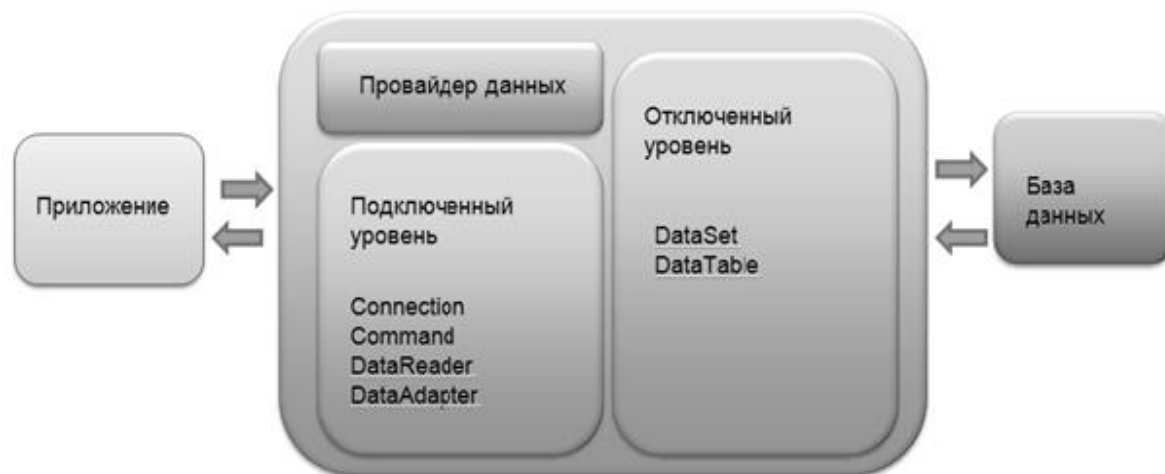 Приложение
Провайдер данных
Подключенный
уровень
Connection
Command
DataReader
DataAdapter
Отключенный
уровень
DataSet
DataTable
База
данных